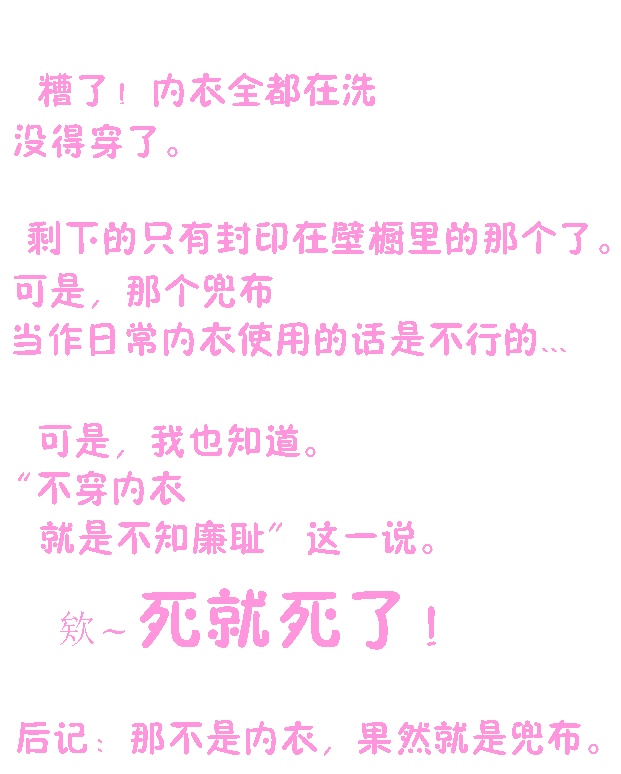 糟了！内衣全都在洗
没得穿了。
剩下的只有封印在壁橱里的那个了。
可是，那个兜布
当作日常内衣使用的话是不行的、、、
可是，我也知道。
“不穿内衣
就是不知廉耻”这一说。
欸~死就死了！
后记：那不是内衣，果然就是兜布。